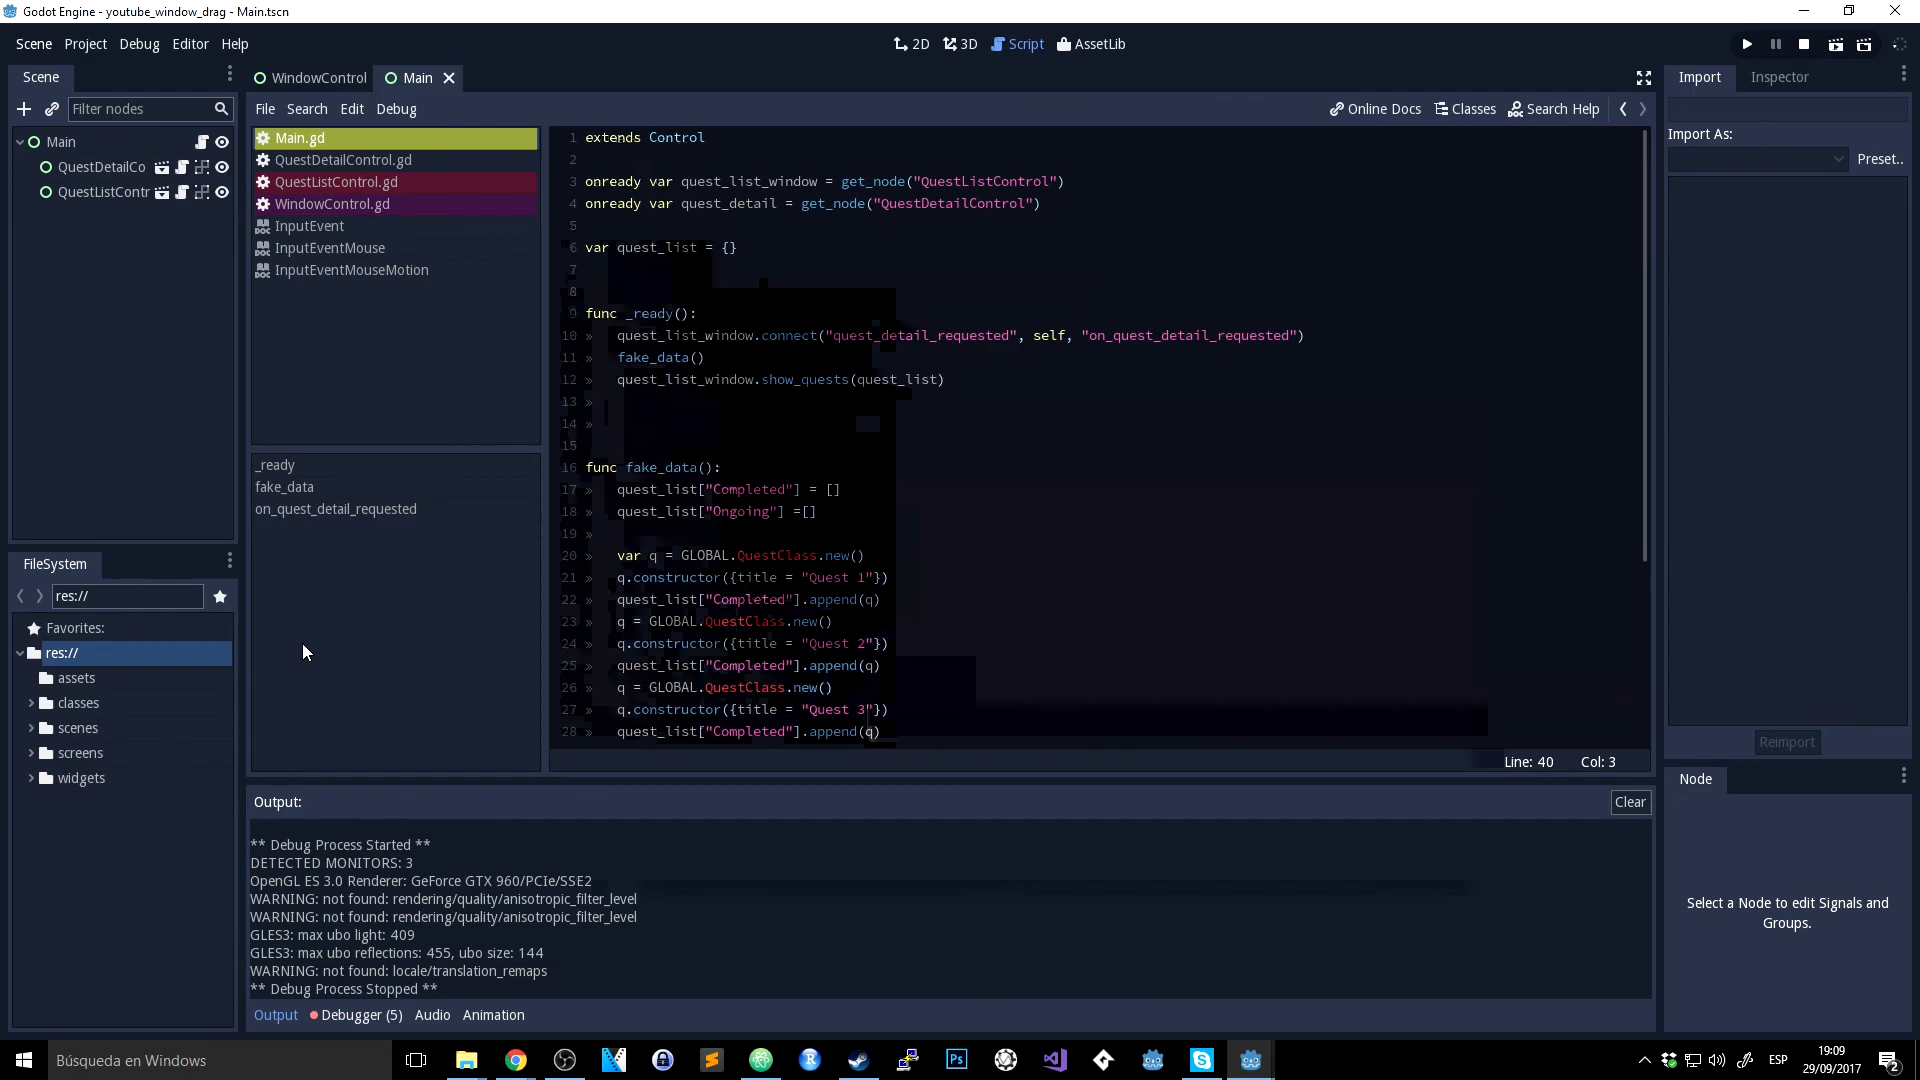 Godot Engine - youtube_window_drag - Main.tscn
Scene Project Debug Editor Help
2D 3D Script AssetLib
Scene
Filter nodes
Main
QuestDetailCo
QuestListContr
FileSystem
res://
Favorites:
res://
assets
classes
scenes
screens
widgets
WindowControl Main
File Search Edit Debug
Online Docs Classes Search Help
Main.gd
QuestDetailControl.gd
QuestListControl.gd
WindowControl.gd
InputEvent
InputEventMouse
InputEventMouseMotion
_ready
fake_data
on_quest_detail_requested
1 extends Control
2
3 onready var quest_list_window = get_node("QuestListControl")
4 onready var quest_detail = get_node("QuestDetailControl")
5
6 var quest_list = {}
7
8
9 func _ready():
10 » quest_list_window.connect("quest_detail_requested", self, "on_quest_detail_requested")
11 » fake_data()
12 » quest_list_window.show_quests(quest_list)
13 »
14 »
15
16 func fake_data():
17 » quest_list["Completed"] = []
18 » quest_list["Ongoing"] =[]
19 »
20 » var q = GLOBAL.QuestClass.new()
21 » q.constructor({title = "Quest 1"})
22 » quest_list["Completed"].append(q)
23 » q = GLOBAL.QuestClass.new()
24 » q.constructor({title = "Quest 2"})
25 » quest_list["Completed"].append(q)
26 » q = GLOBAL.QuestClass.new()
27 » q.constructor({title = "Quest 3"})
28 » quest_list["Completed"].append(q)
Line: 40 Col: 3
Output:
Clear
** Debug Process Started **
DETECTED MONITORS: 3
OpenGL ES 3.0 Renderer: GeForce GTX 960/PCIe/SSE2
WARNING: not found: rendering/quality/anisotropic_filter_level
WARNING: not found: rendering/quality/anisotropic_filter_level
GLES3: max ubo light: 409
GLES3: max ubo reflections: 455, ubo size: 144
WARNING: not found: locale/translation_remaps
** Debug Process Stopped **
Output Debugger (5) Audio Animation
Import Inspector
Import As:
Preset..
Reimport
Node
Select a Node to edit Signals and
Groups.
Búsqueda en Windows
Ps
ESP
19:09
29/09/2017
2